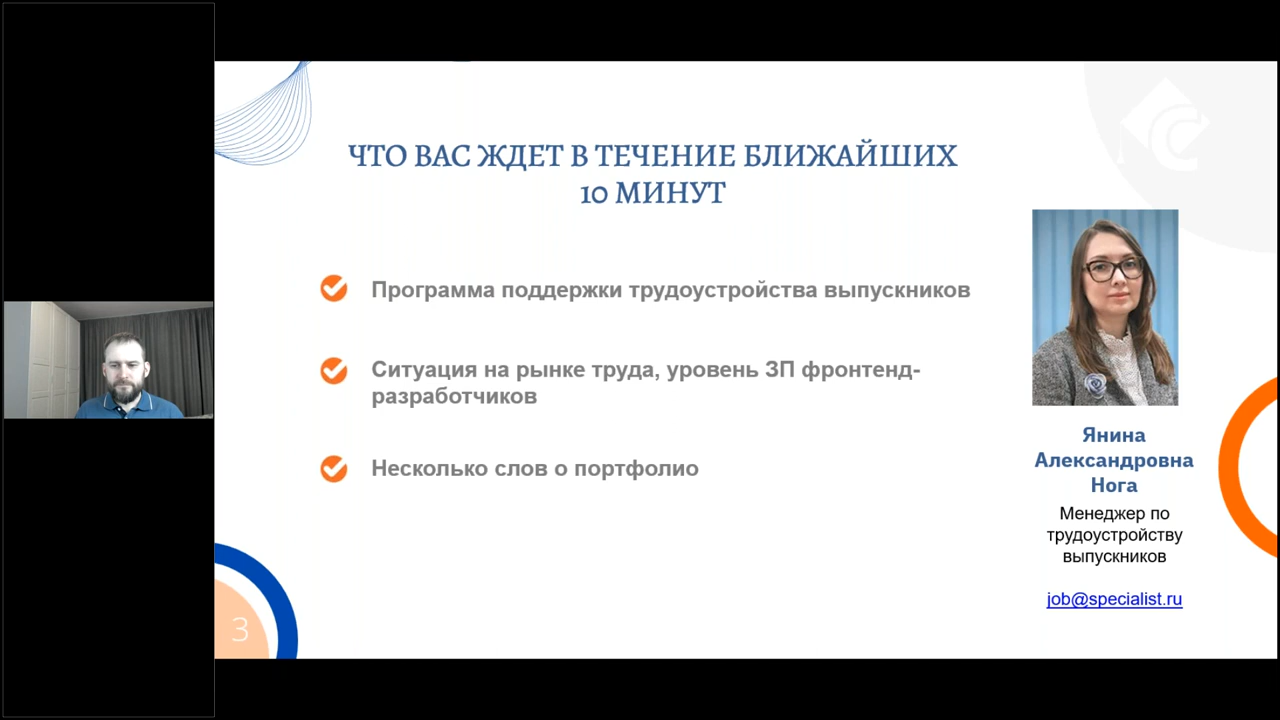 ЧТО ВАС ЖДЕТ В ТЕЧЕНИЕ БЛИЖАЙШИХ
10 МИНУТ
Программа поддержки трудоустройства выпускников
Ситуация на рынке труда, уровень ЗП фронтенд-
разработчиков
Несколько слов о портфолио
Янина
Александровна
Нога
Менеджер по
трудоустройству
выпускников
job@specialist.ru
3